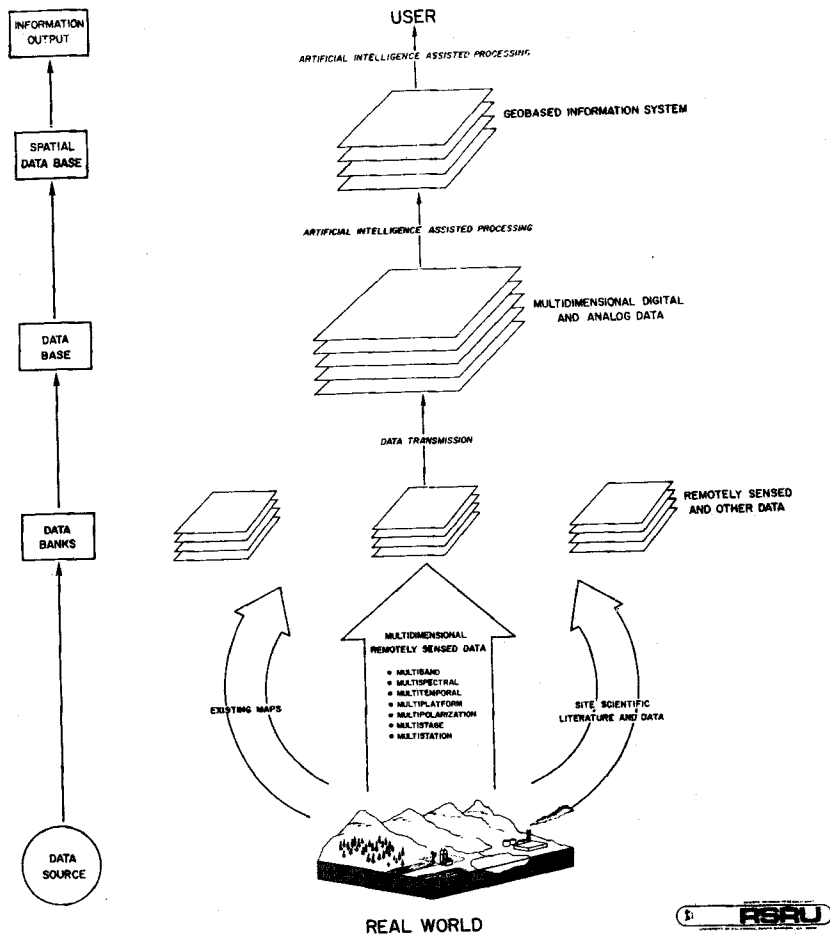 INFORMATION
OUTPUT
USER
ARTIFICIAL INTELLIGENCE ASSISTED PROCESSING
GEOBASED INFORMATION SYSTEM
SPATIAL
DATA BASE
ARTIFICIAL INTELLIGENCE ASSISTED PROCESSING
MULTIDIMENSIONAL DIGITAL
AND ANALOG DATA
DATA
BASE
DATA TRANSMISSION
REMOTELY SENSED
AND OTHER DATA
DATA
BANKS
MULTIDIMENSIONAL
REMOTELY SENSED DATA
• MULTIBAND
• MULTISPECTRAL
• MULTITEMPORAL
• MULTIPLATFORM
• MULTIPOLARIZATION
• MULTISTAGE
• MULTISTATION
EXISTING MAPS
SITE SCIENTIFIC
LITERATURE AND DATA
DATA
SOURCE
REAL WORLD
RSRU